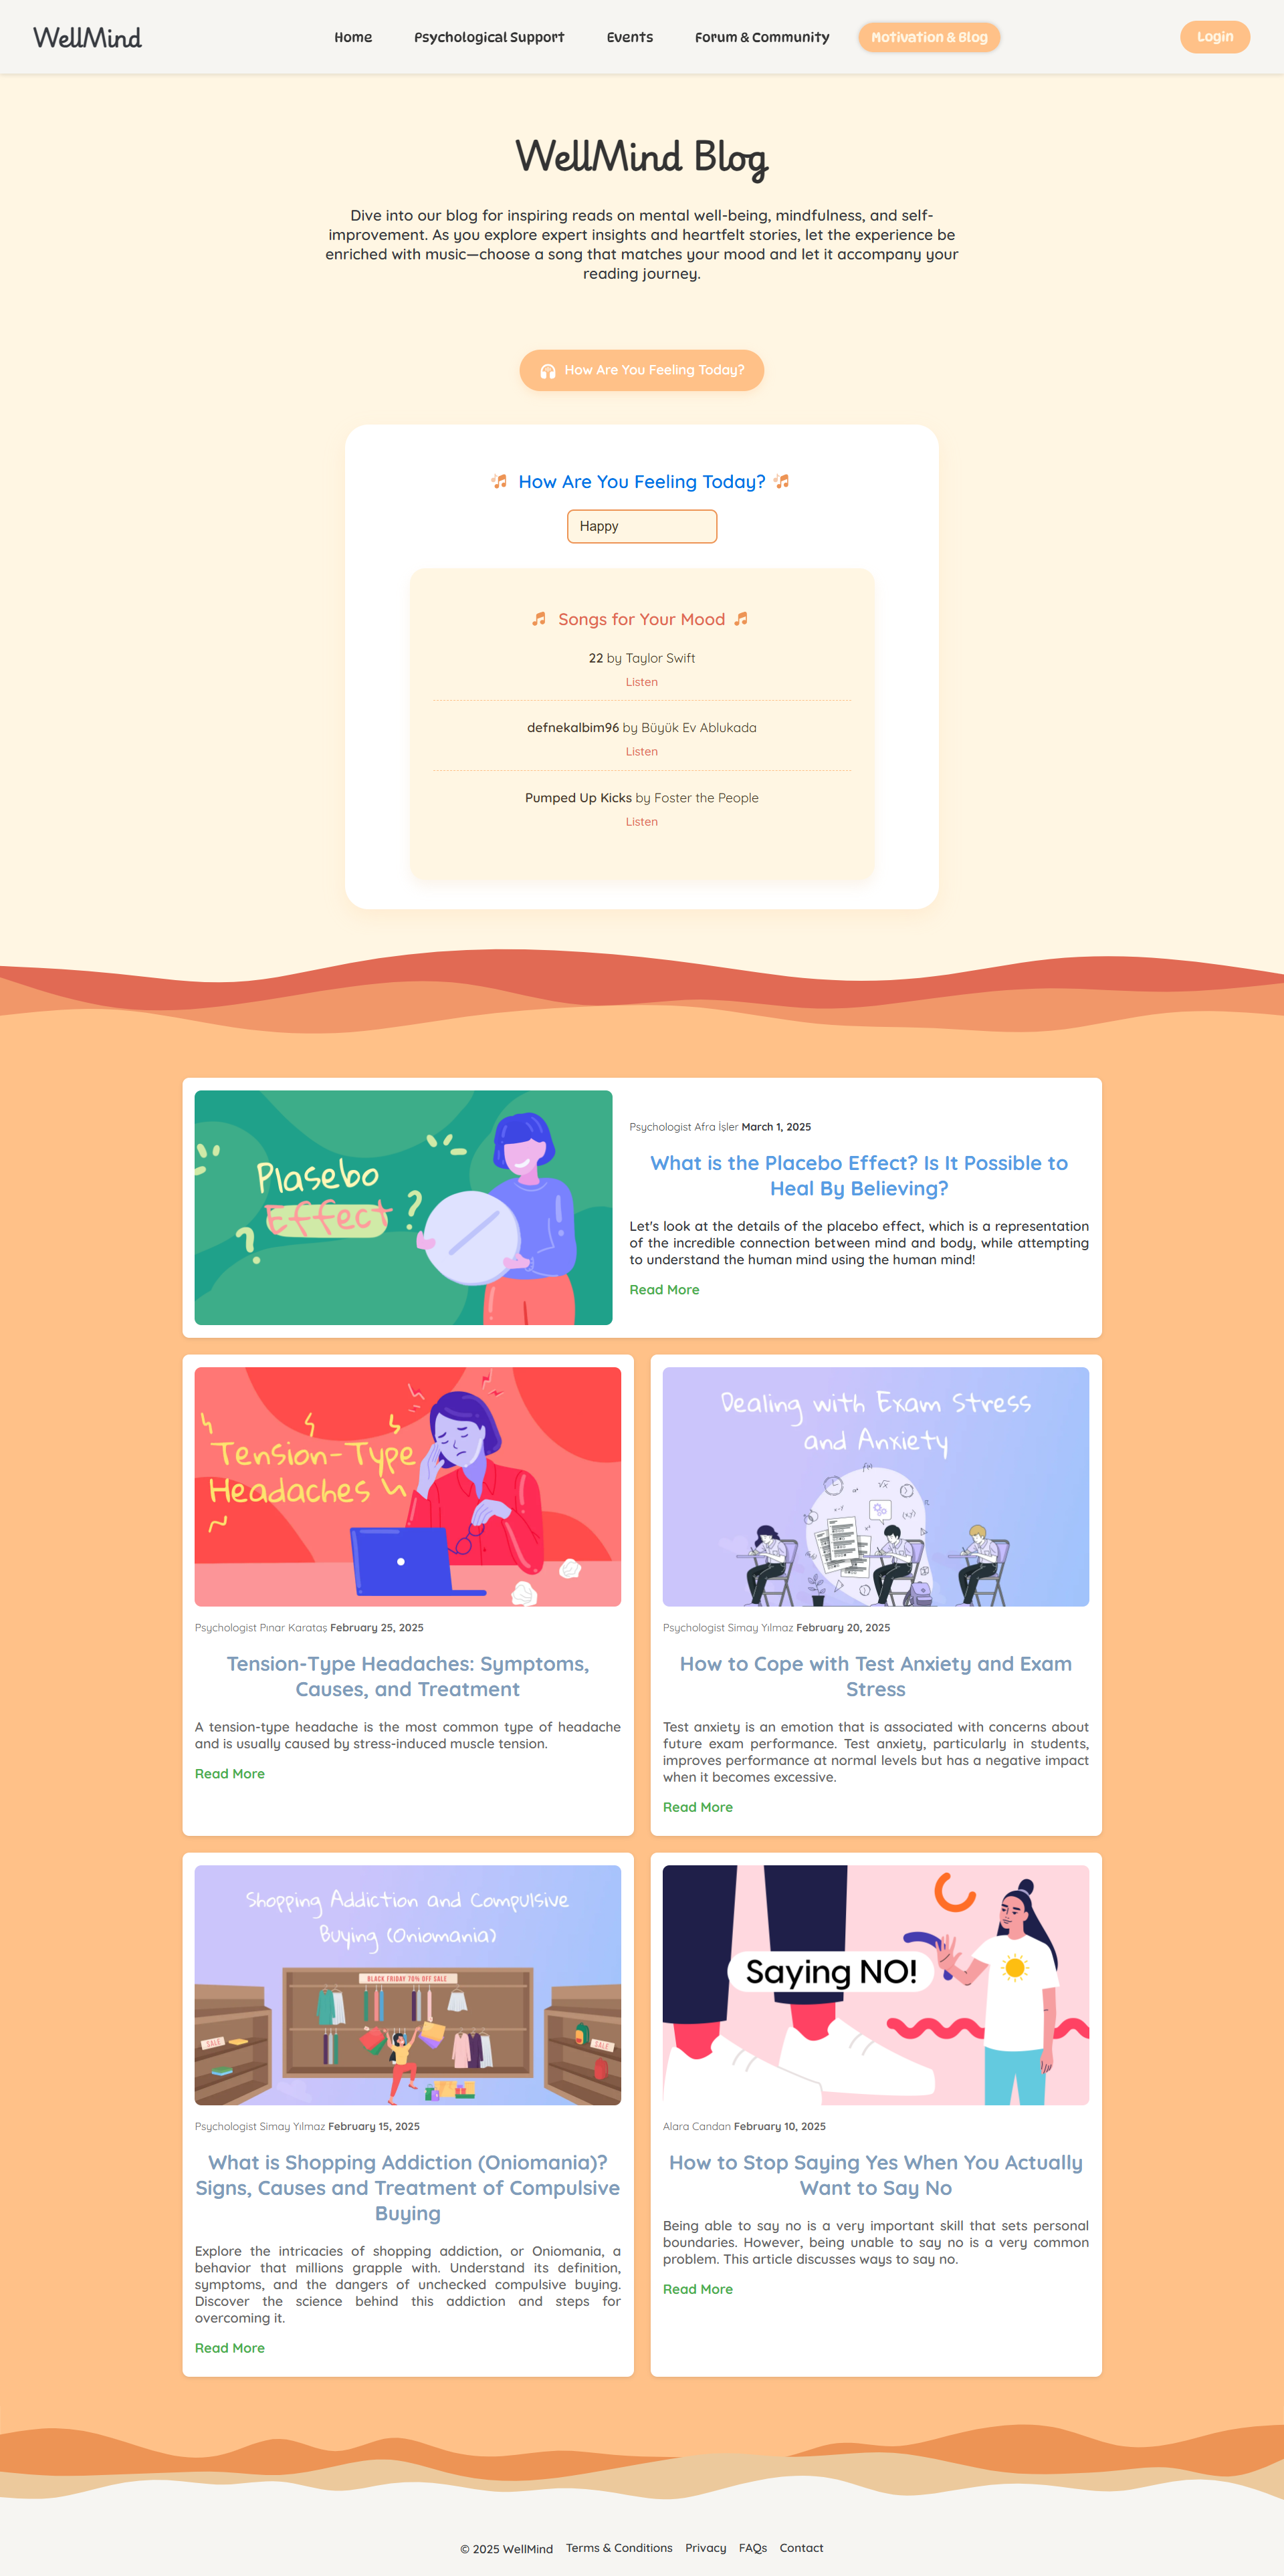 WellMind
Home
Psychological Support
Events
Forum & Community
Motivation & Blog
Login
WellMind Blog
Dive into our blog for inspiring reads on mental well-being, mindfulness, and self-
improvement. As you explore expert insights and heartfelt stories, let the experience be
enriched with music—choose a song that matches your mood and let it accompany your
reading journey.
How Are You Feeling Today?
How Are You Feeling Today?
Happy
Songs for Your Mood
22 by Taylor Swift
Listen
defnekalbim96 by Büyük Ev Ablukada
Listen
Pumped Up Kicks by Foster the People
Listen
Plasebo
Effect
Psychologist Afra İşler March 1, 2025
What is the Placebo Effect? Is It Possible to
Heal By Believing?
Let's look at the details of the placebo effect, which is a representation
of the incredible connection between mind and body, while attempting
to understand the human mind using the human mind!
Read More
Tension-Type
Headaches
Psychologist Pınar Karataş February 25, 2025
Tension-Type Headaches: Symptoms,
Causes, and Treatment
A tension-type headache is the most common type of headache
and is usually caused by stress-induced muscle tension.
Read More
Dealing with Exam Stress
and Anxiety
Psychologist Simay Yılmaz February 20, 2025
How to Cope with Test Anxiety and Exam
Stress
Test anxiety is an emotion that is associated with concerns about
future exam performance. Test anxiety, particularly in students,
improves performance at normal levels but has a negative impact
when it becomes excessive.
Read More
Shopping Addiction and Compulsive
Buying (Oniomania)
BLACK FRIDAY 70% OFF SALE
SALE
SALE
Psychologist Simay Yılmaz February 15, 2025
What is Shopping Addiction (Oniomania)?
Signs, Causes and Treatment of Compulsive
Buying
Explore the intricacies of shopping addiction, or Oniomania, a
behavior that millions grapple with. Understand its definition,
symptoms, and the dangers of unchecked compulsive buying.
Discover the science behind this addiction and steps for
overcoming it.
Read More
Saying NO!
Alara Candan February 10, 2025
How to Stop Saying Yes When You Actually
Want to Say No
Being able to say no is a very important skill that sets personal
boundaries. However, being unable to say no is a very common
problem. This article discusses ways to say no.
Read More
© 2025 WellMind
Terms & Conditions
Privacy
FAQs
Contact